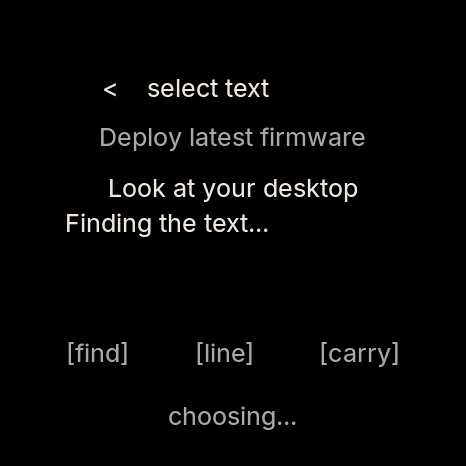 < select text
Deploy latest firmware
Look at your desktop
Finding the text...
[find] [line] [carry]
choosing...